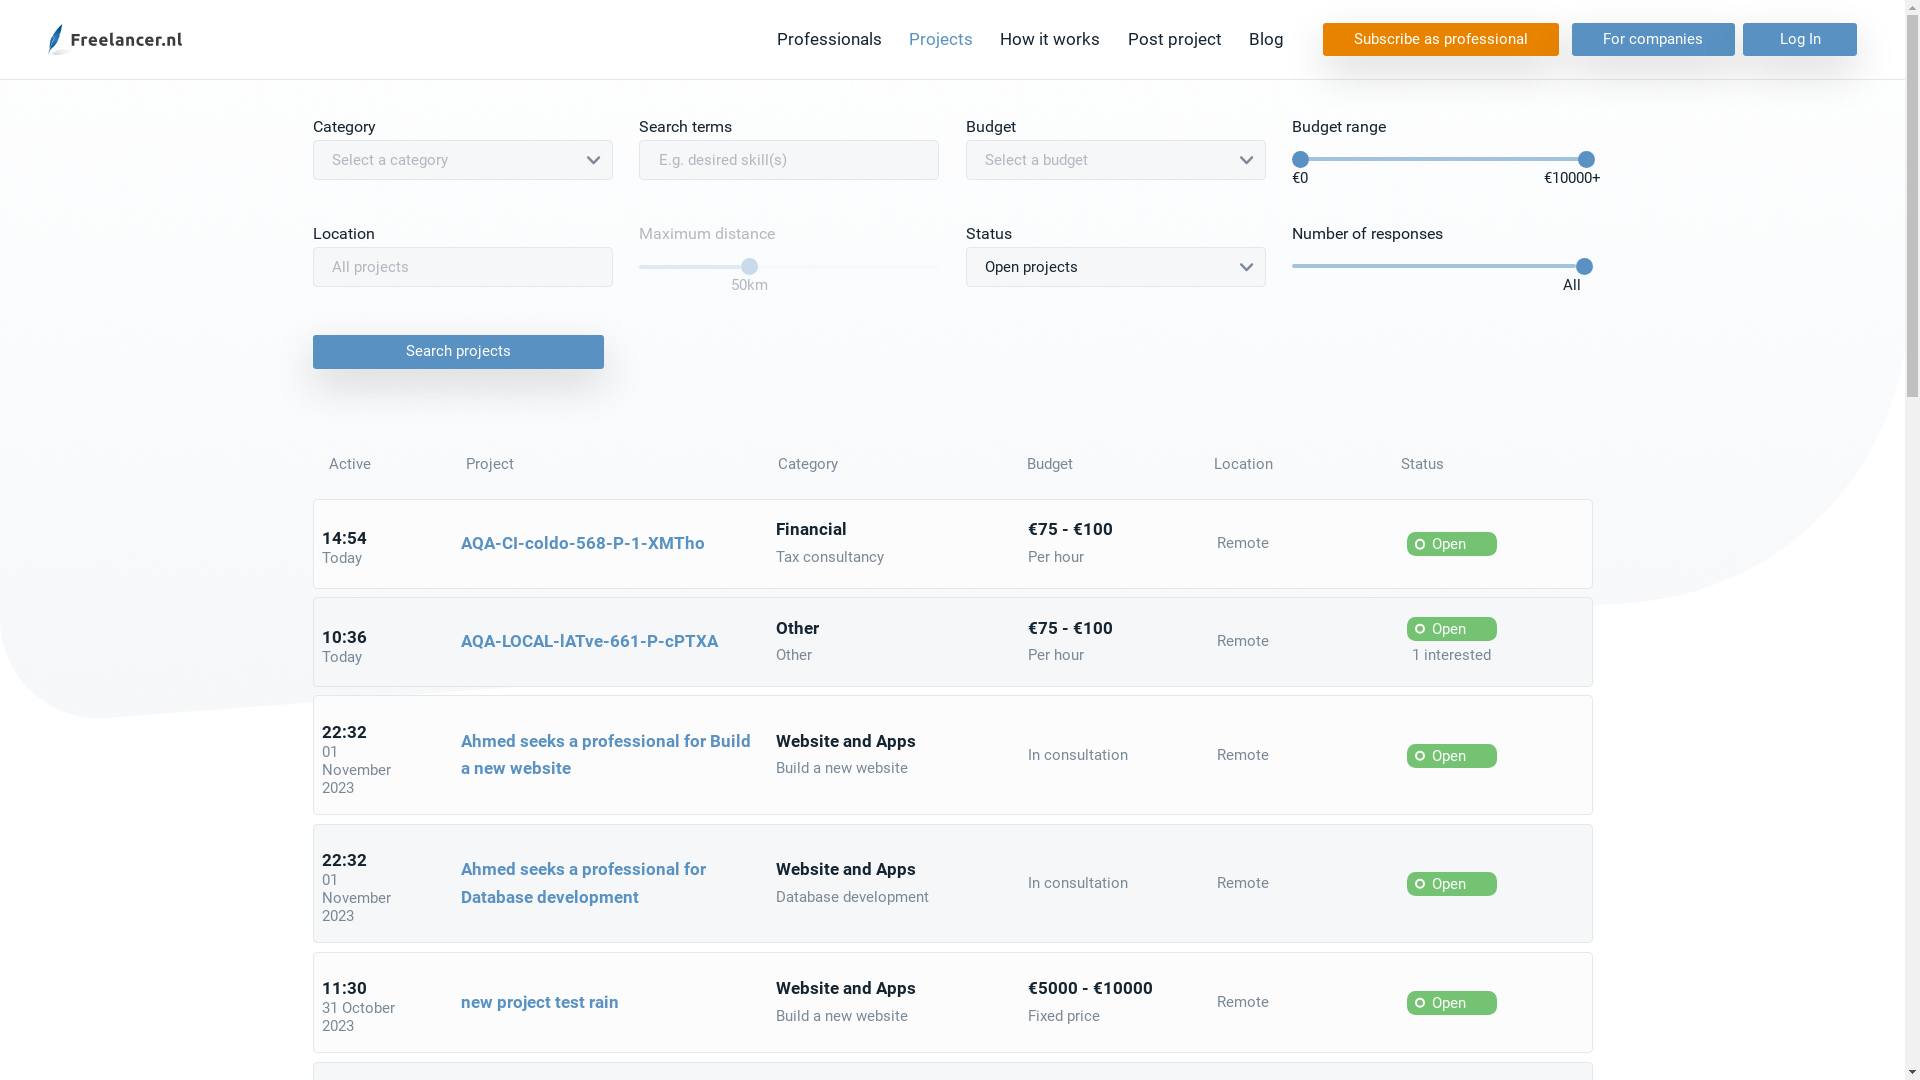 Freelancer.nl
Professionals
Projects
How it works
Post project
Blog
Subscribe as professional
For companies
Log In
Category
Search terms
Budget
Budget range
Select a category
E.g. desired skill(s)
Select a budget
€0
€10000+
Location
Maximum distance
Status
Number of responses
All projects
50km
Open projects
All
Search projects
Active
Project
Category
Budget
Location
Status
14:54
Today
AQA-CI-coldo-568-P-1-XMTho
Financial
Tax consultancy
€75 - €100
Per hour
Remote
Open
10:36
Today
AQA-LOCAL-lATve-661-P-cPTXA
Other
Other
€75 - €100
Per hour
Remote
Open
1 interested
22:32
01
November
2023
Ahmed seeks a professional for Build
a new website
Website and Apps
Build a new website
In consultation
Remote
Open
22:32
01
November
2023
Ahmed seeks a professional for
Database development
Website and Apps
Database development
In consultation
Remote
Open
11:30
31 October
2023
new project test rain
Website and Apps
Build a new website
€5000 - €10000
Fixed price
Remote
Open